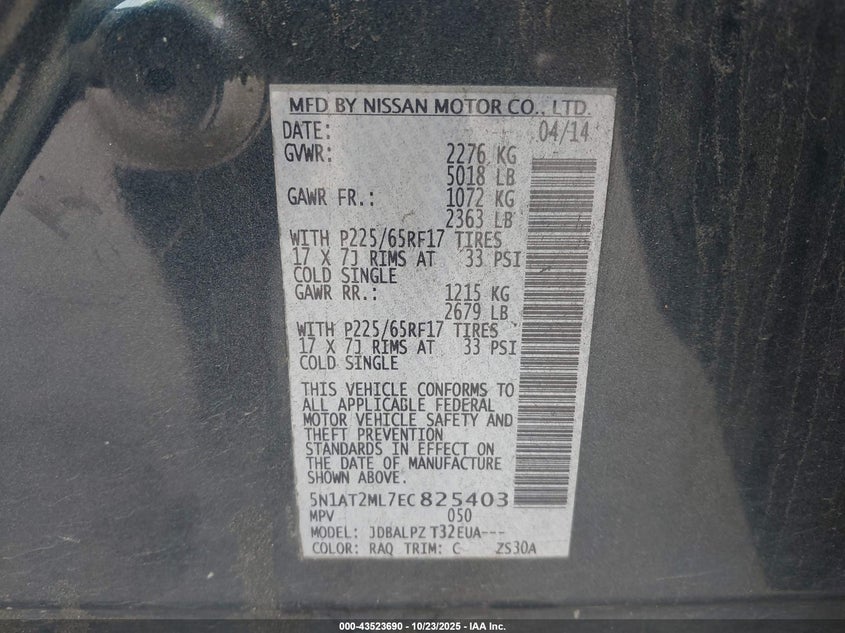 MFD BY NISSAN MOTOR CO., LTD.
DATE: 04/14
GVWR: 2276 KG
5018 LB
GAWR FR.: 1072 KG
2363 LB
WITH P225/65RF17 TIRES
17 X 7J RIMS AT 33 PSI
COLD SINGLE
GAWR RR.: 1215 KG
2679 LB
WITH P225/65RF17 TIRES
17 X 7J RIMS AT 33 PSI
COLD SINGLE
THIS VEHICLE CONFORMS TO
ALL APPLICABLE FEDERAL
MOTOR VEHICLE SAFETY AND
THEFT PREVENTION
STANDARDS IN EFFECT ON
THE DATE OF MANUFACTURE
SHOWN ABOVE.
5N1AT2ML7EC825403
MPV 050
MODEL: JDBALPZ T32EUA---
COLOR: RAQ TRIM: C ZS30A
000-43523690 - 10/23/2025 - IAA Inc.